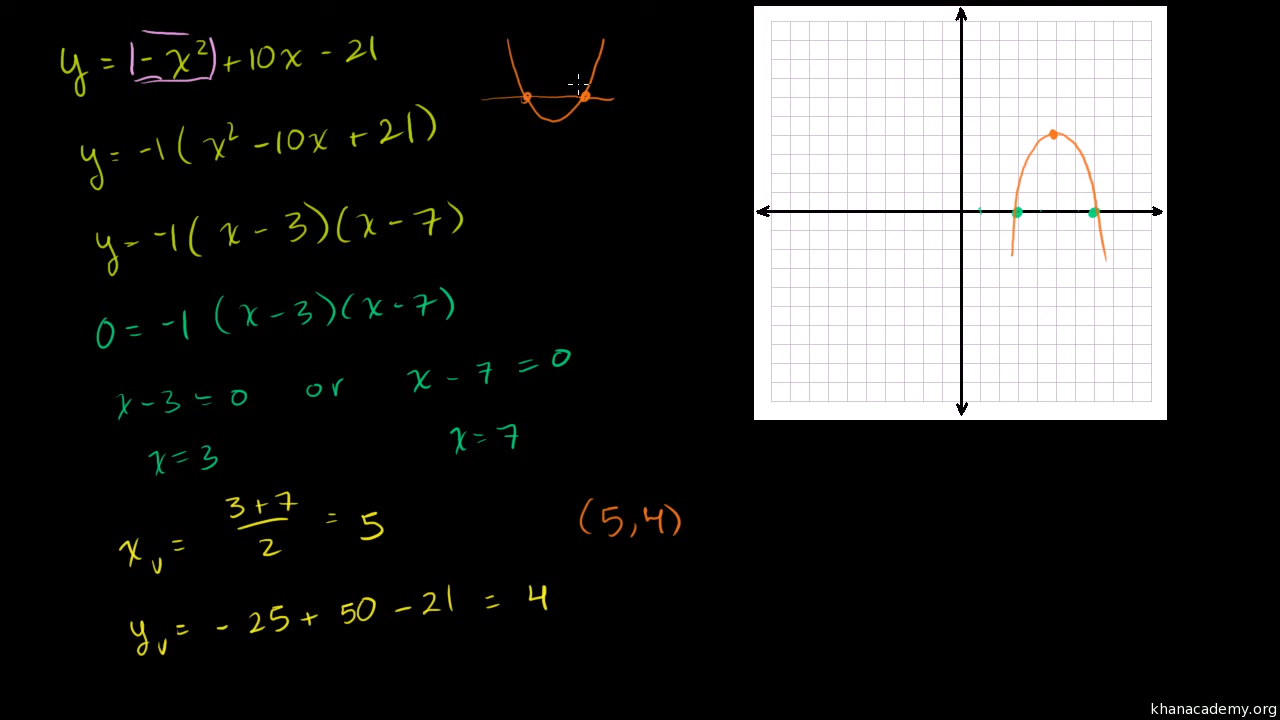 y = (-x²) + 10x - 21
y = -1(x² - 10x + 21)
y = -1(x - 3)(x - 7)
0 = -1 (x - 3)(x - 7)
x - 3 = 0 or x - 7 = 0
x = 3 x = 7
xᵥ = (3 + 7)/2 = 5 (5,4)
yᵥ = -25 + 50 - 21 = 4
khanacademy.org